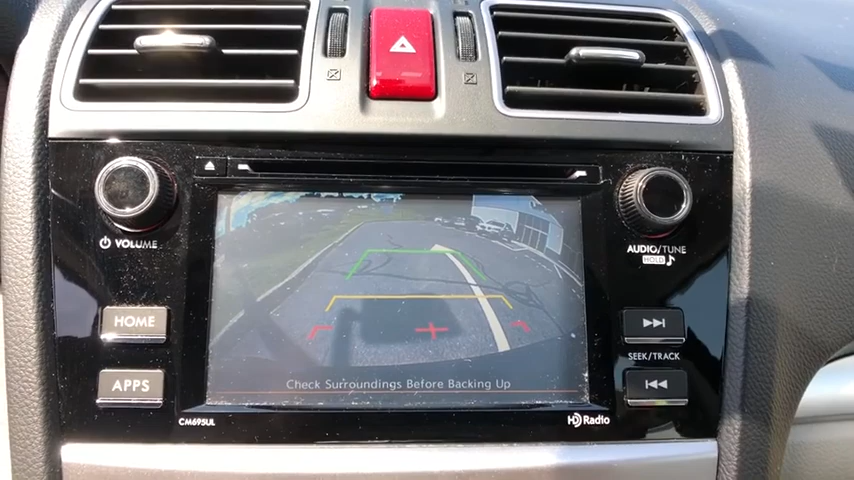 VOLUME
AUDIO/TUNE
HOLD
HOME
APPS
SEEK/TRACK
Check Surroundings Before Backing Up
CM695UL
HD Radio